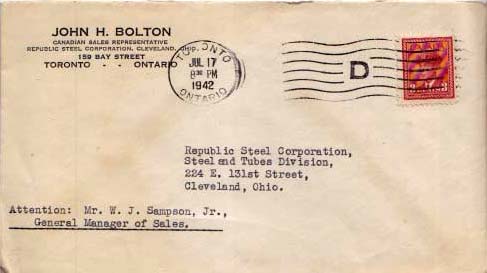 JOHN H. BOLTON
CANADIAN SALES REPRESENTATIVE
REPUBLIC STEEL CORPORATION, CLEVELAND, OHIO.
159 BAY STREET
TORONTO - - ONTARIO
TORONTO
JUL 17
8 30 PM
1942
ONTARIO
D
Republic Steel Corporation,
Steel and Tubes Division,
224 E. 131st Street,
Cleveland, Ohio.
Attention: Mr. W. J. Sampson, Jr.,
General Manager of Sales.